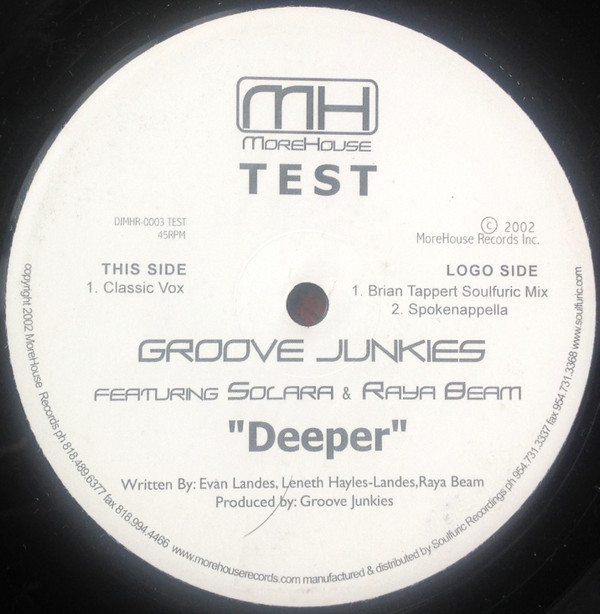 MH
MOREHOUSE
TEST
DJMHR-0003 TEST
45RPM
© 2002
MoreHouse Records Inc.
THIS SIDE
1. Classic Vox
LOGO SIDE
1. Brian Tappert Soulfuric Mix
2. Spokenappella
GROOVE JUNKIES
FEATURING SOLARA & RAYA BEAM
"Deeper"
Written By: Evan Landes, Leneth Hayles-Landes,Raya Beam
Produced by: Groove Junkies
copyright 2002 MoreHouse Records ph 818.489.6377 fax 818.994.4466 www.morehouserecords.com manufactured & distributed by Soulfuric Recordings ph 954.731.3337 fax 954.731.3368 www.soulfuric.com